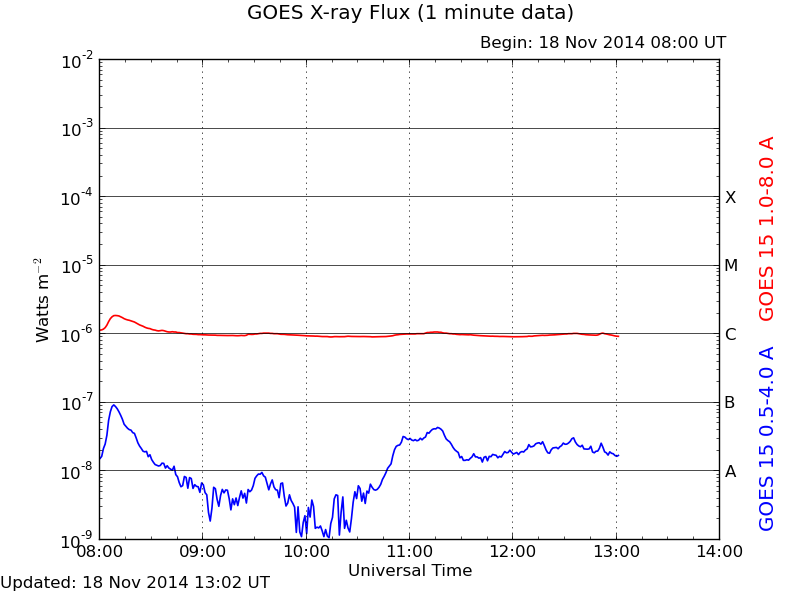 GOES X-ray Flux (1 minute data)
Begin: 18 Nov 2014 08:00 UT
10-2
10-3
10-4
10-5
10-6
10-7
10-8
10-9
Watts m−2
X
M
C
B
A
GOES 15 1.0-8.0 A
GOES 15 0.5-4.0 A
08:00 09:00 10:00 11:00 12:00 13:00 14:00
Universal Time
Updated: 18 Nov 2014 13:02 UT